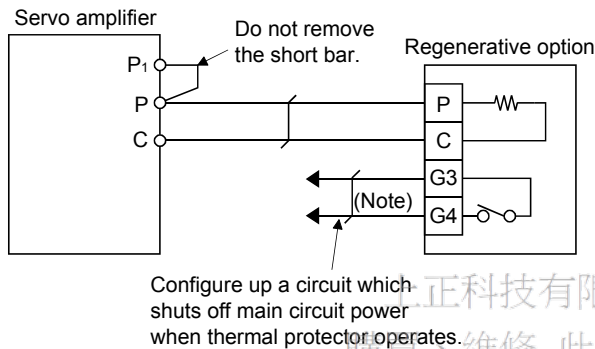 Servo amplifier
Do not remove
the short bar.
Regenerative option
P1
P
C
P
C
G3
G4
(Note)
Configure up a circuit which
shuts off main circuit power
when thermal protector operates.
上正科技有限